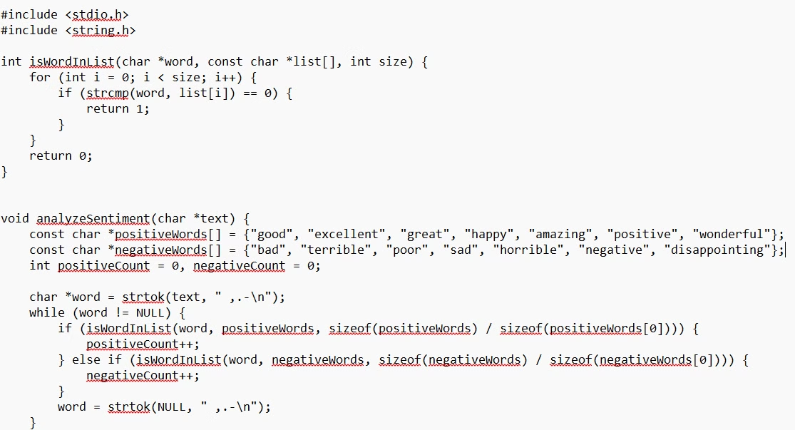 #include <stdio.h>
#include <string.h>
int isWordInList(char *word, const char *list[], int size) {
for (int i = 0; i < size; i++) {
if (strcmp(word, list[i]) == 0) {
return 1;
}
}
return 0;
}
void analyzeSentiment(char *text) {
const char *positiveWords[] = {"good", "excellent", "great", "happy", "amazing", "positive", "wonderful"};
const char *negativeWords[] = {"bad", "terrible", "poor", "sad", "horrible", "negative", "disappointing"};
int positiveCount = 0, negativeCount = 0;
char *word = strtok(text, " ,.-\n");
while (word != NULL) {
if (isWordInList(word, positiveWords, sizeof(positiveWords) / sizeof(positiveWords[0]))) {
positiveCount++;
} else if (isWordInList(word, negativeWords, sizeof(negativeWords) / sizeof(negativeWords[0]))) {
negativeCount++;
}
word = strtok(NULL, " ,.-\n");
}